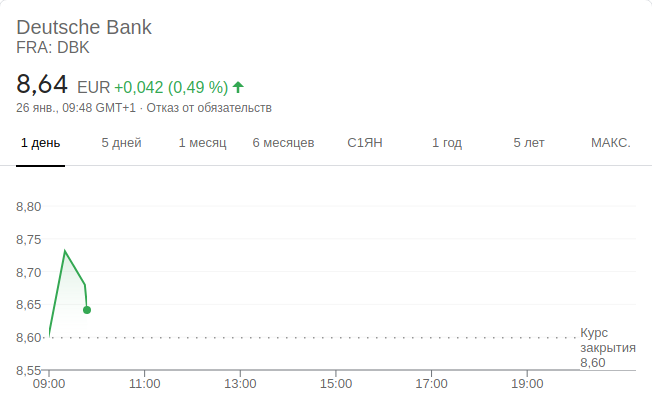 Deutsche Bank
FRA: DBK
8,64 EUR +0,042 (0,49 %)
26 янв., 09:48 GMT+1 · Отказ от обязательств
1 день 5 дней 1 месяц 6 месяцев С1ЯН 1 год 5 лет МАКС.
8,80
8,75
8,70
8,65
8,60
8,55
Курс
закрытия
8,60
09:00 11:00 13:00 15:00 17:00 19:00